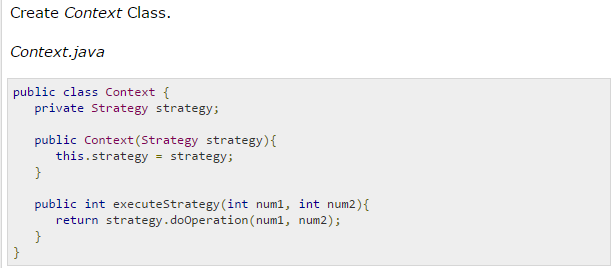 Create Context Class.
Context.java
public class Context {
   private Strategy strategy;

   public Context(Strategy strategy){
      this.strategy = strategy;
   }

   public int executeStrategy(int num1, int num2){
      return strategy.doOperation(num1, num2);
   }
}